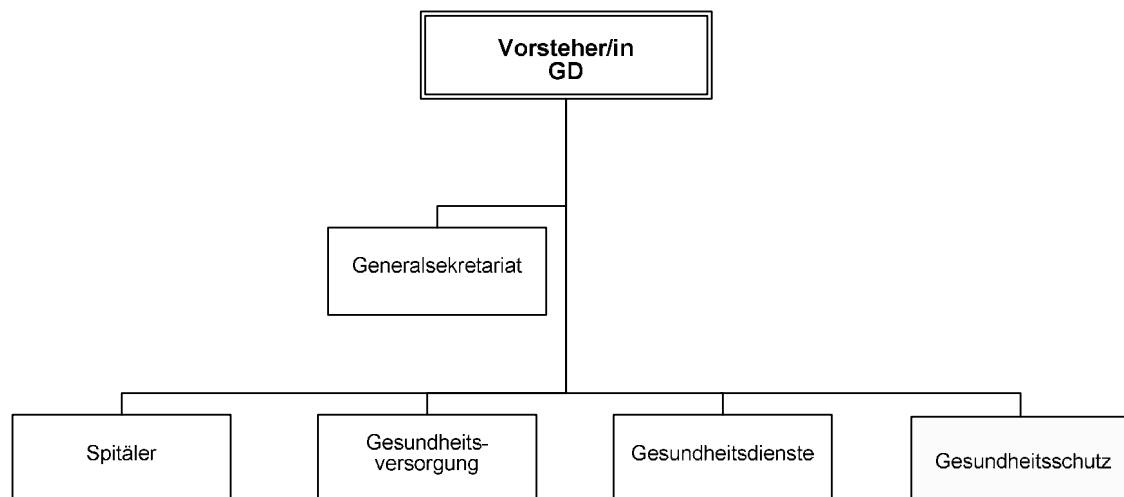 Vorsteher/in
GD
Generalsekretariat
Spitäler
Gesundheits-
versorgung
Gesundheitsdienste
Gesundheitsschutz